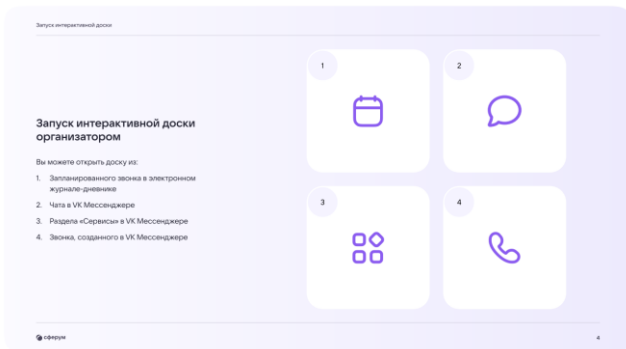 Запуск интерактивной доски
Запуск интерактивной доски
организатором
Вы можете открыть доску из:
1. Запланированного звонка в электронном
журнале-дневнике
2. Чата в VK Мессенджере
3. Раздела «Сервисы» в VK Мессенджере
4. Звонка, созданного в VK Мессенджере
1
2
3
4
сферум
4